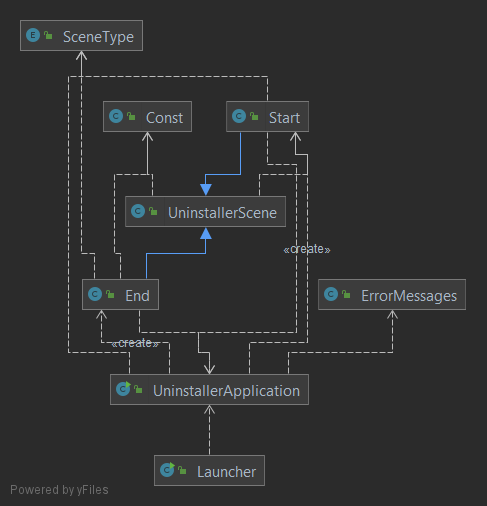 E SceneType
C Const
C Start
C UninstallerScene
«create»
C End
C ErrorMessages
«create»
C UninstallerApplication
C Launcher
Powered by yFiles